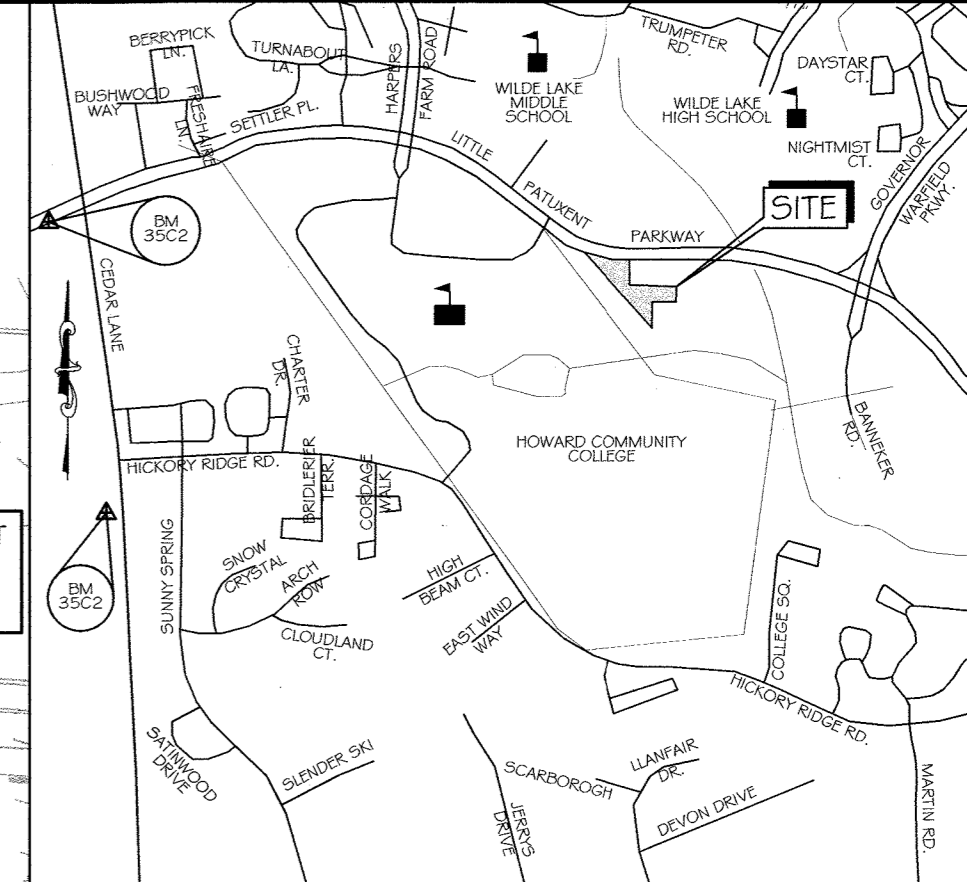 BERRYPICK
LN.
TURNABOUT
LA.
BUSHWOOD
WAY
FRESHAIRE
LN.
SETTLER PL.
HARPERS
FARM ROAD
WILDE LAKE
MIDDLE
SCHOOL
TRUMPETER
RD.
WILDE LAKE
HIGH SCHOOL
DAYSTAR
CT.
NIGHTMIST
CT.
GOVERNOR
WARFIELD
PKWY.
LITTLE
PATUXENT
PARKWAY
SITE
BM
35C2
CEDAR LANE
CHARTER
DR.
HICKORY RIDGE RD.
BRIDLERIER
TERR.
CORDAGE
WALK
HOWARD COMMUNITY
COLLEGE
BANNEKER
RD.
BM
35C2
SUNNY SPRING
SNOW
CRYSTAL
ARCH
ROW
CLOUDLAND
CT.
HIGH
BEAM CT.
EAST WIND
WAY
COLLEGE SQ.
HICKORY RIDGE RD.
SATINWOOD
DRIVE
SLENDER SKI
JERRYS
DRIVE
SCARBOROGH
LLANFAIR
DR.
DEVON DRIVE
MARTIN RD.